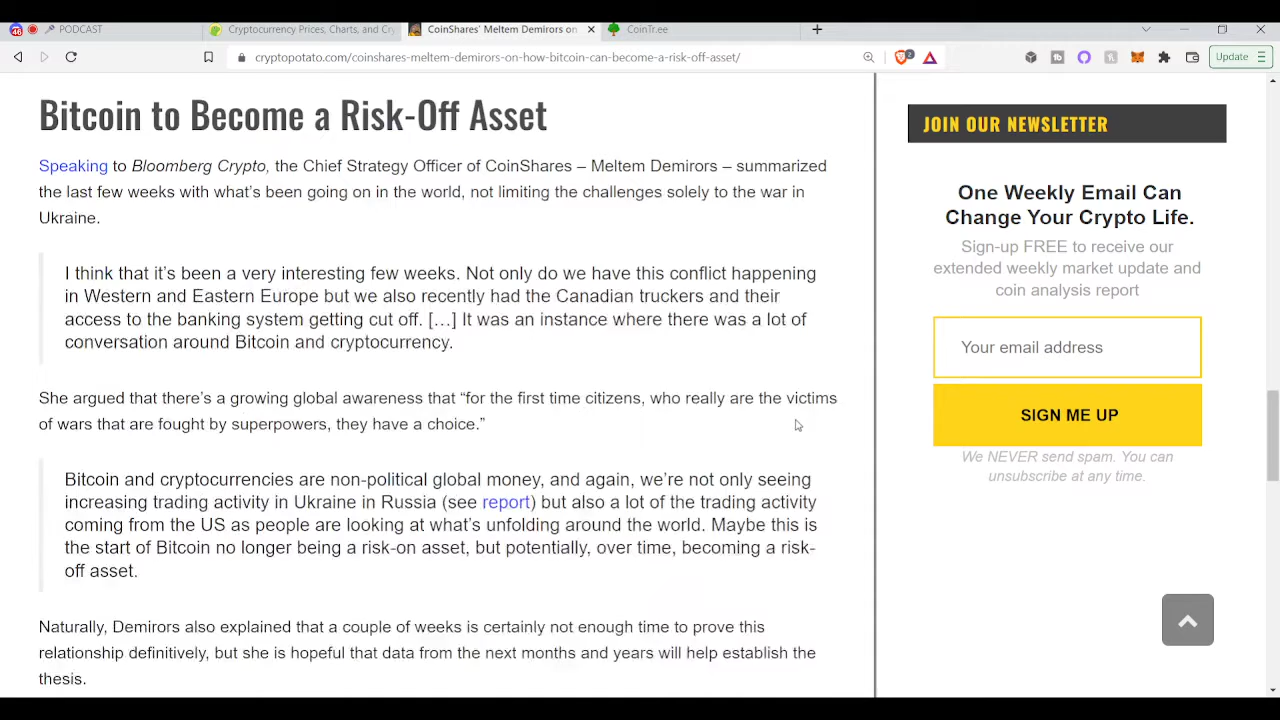 46
PODCAST
Cryptocurrency Prices, Charts, and Cry
CoinShares' Meltem Demirors on
CoinTree
cryptopotato.com/coinshares-meltem-demirors-on-how-bitcoin-can-become-a-risk-off-asset/
2
Update
Bitcoin to Become a Risk-Off Asset
Speaking to Bloomberg Crypto, the Chief Strategy Officer of CoinShares – Meltem Demirors – summarized
the last few weeks with what's been going on in the world, not limiting the challenges solely to the war in
Ukraine.
I think that it's been a very interesting few weeks. Not only do we have this conflict happening
in Western and Eastern Europe but we also recently had the Canadian truckers and their
access to the banking system getting cut off. […] It was an instance where there was a lot of
conversation around Bitcoin and cryptocurrency.
She argued that there's a growing global awareness that “for the first time citizens, who really are the victims
of wars that are fought by superpowers, they have a choice.”
Bitcoin and cryptocurrencies are non-political global money, and again, we're not only seeing
increasing trading activity in Ukraine in Russia (see report) but also a lot of the trading activity
coming from the US as people are looking at what's unfolding around the world. Maybe this is
the start of Bitcoin no longer being a risk-on asset, but potentially, over time, becoming a risk-
off asset.
Naturally, Demirors also explained that a couple of weeks is certainly not enough time to prove this
relationship definitively, but she is hopeful that data from the next months and years will help establish the
thesis.
JOIN OUR NEWSLETTER
One Weekly Email Can
Change Your Crypto Life.
Sign-up FREE to receive our
extended weekly market update and
coin analysis report
Your email address
SIGN ME UP
We NEVER send spam. You can
unsubscribe at any time.